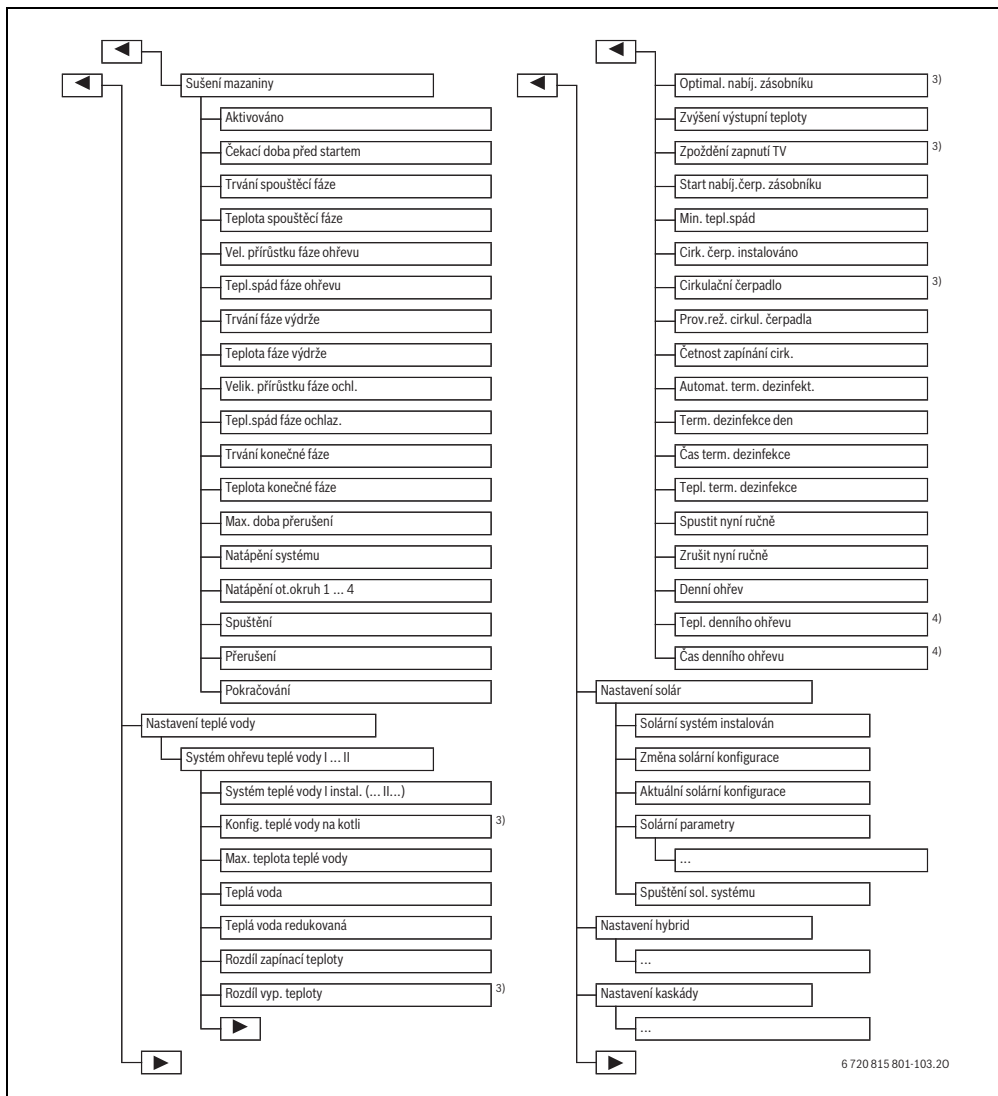 Sušení mazaniny
Aktivováno
Čekací doba před startem
Trvání spouštěcí fáze
Teplota spouštěcí fáze
Vel. přírůstku fáze ohřevu
Tepl.spád fáze ohřevu
Trvání fáze výdrže
Teplota fáze výdrže
Velik. přírůstku fáze ochl.
Tepl.spád fáze ochlaz.
Trvání konečné fáze
Teplota konečné fáze
Max. doba přerušení
Natápění systému
Natápění ot.okruh 1 ... 4
Spuštění
Přerušení
Pokračování
Nastavení teplé vody
Systém ohřevu teplé vody I ... II
Systém teplé vody I instal. (... II...)
Konfig. teplé vody na kotli 3)
Max. teplota teplé vody
Teplá voda
Teplá voda redukovaná
Rozdíl zapínací teploty
Rozdíl vyp. teploty 3)
Optimal. nabíj. zásobníku 3)
Zvýšení výstupní teploty
Zpoždění zapnutí TV 3)
Start nabíj.čerp. zásobníku
Min. tepl.spád
Cirk. čerp. instalováno
Cirkulační čerpadlo 3)
Prov.rež. cirkul. čerpadla
Četnost zapínání cirk.
Automat. term. dezinfekt.
Term. dezinfekce den
Čas term. dezinfekce
Tepl. term. dezinfekce
Spustit nyní ručně
Zrušit nyní ručně
Denní ohřev
Tepl. denního ohřevu 4)
Čas denního ohřevu 4)
Nastavení solár
Solární systém instalován
Změna solární konfigurace
Aktuální solární konfigurace
Solární parametry
...
Spuštění sol. systému
Nastavení hybrid
...
Nastavení kaskády
...
6 720 815 801-103.2O